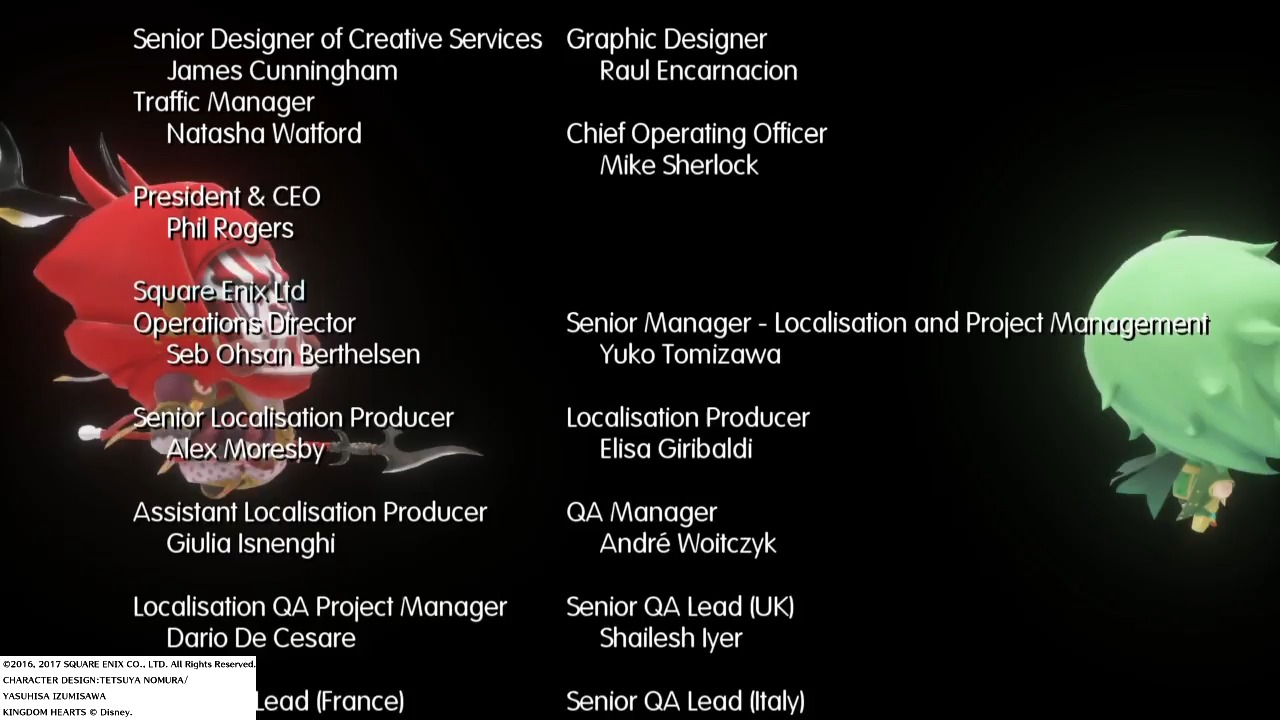 Senior Designer of Creative Services
James Cunningham
Graphic Designer
Raul Encarnacion
Traffic Manager
Natasha Watford
Chief Operating Officer
Mike Sherlock
President & CEO
Phil Rogers
Square Enix Ltd
Operations Director
Seb Ohsan Berthelsen
Senior Manager - Localisation and Project Management
Yuko Tomizawa
Senior Localisation Producer
Alex Moresby
Localisation Producer
Elisa Giribaldi
Assistant Localisation Producer
Giulia Isnenghi
QA Manager
André Woitczyk
Localisation QA Project Manager
Dario De Cesare
Senior QA Lead (UK)
Shailesh Iyer
Lead (France)
Senior QA Lead (Italy)
©2016, 2017 SQUARE ENIX CO., LTD. All Rights Reserved.
CHARACTER DESIGN:TETSUYA NOMURA/
YASUHISA IZUMISAWA
KINGDOM HEARTS © Disney.